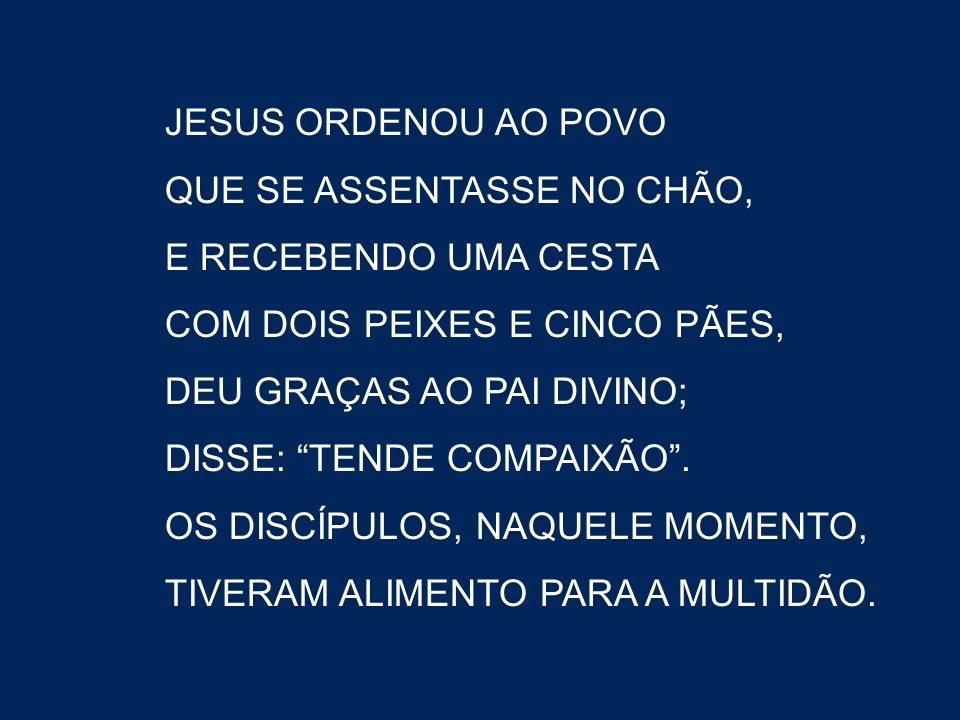 JESUS ORDENOU AO POVO
QUE SE ASSENTASSE NO CHÃO,
E RECEBENDO UMA CESTA
COM DOIS PEIXES E CINCO PÃES,
DEU GRAÇAS AO PAI DIVINO;
DISSE: “TENDE COMPAIXÃO”.
OS DISCÍPULOS, NAQUELE MOMENTO,
TIVERAM ALIMENTO PARA A MULTIDÃO.